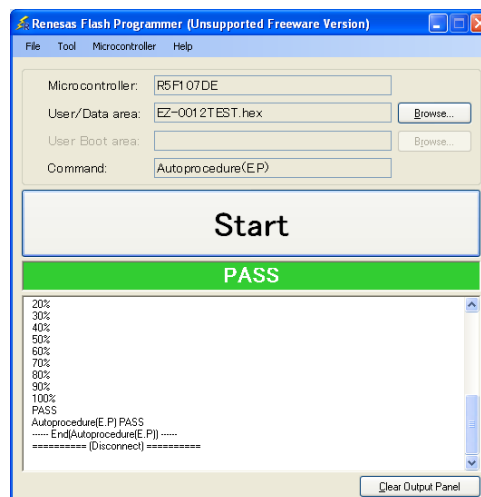 Renesas Flash Programmer (Unsupported Freeware Version)
File Tool Microcontroller Help
Microcontroller: R5F107DE
User/Data area: EZ-0012TEST.hex Browse...
User Boot area: Browse...
Command: Autoprocedure(E.P)
Start
PASS
20%
30%
40%
50%
60%
70%
80%
90%
100%
PASS
Autoprocedure(E.P) PASS
------ End(Autoprocedure(E.P)) ------
========== (Disconnect) ==========
Clear Output Panel